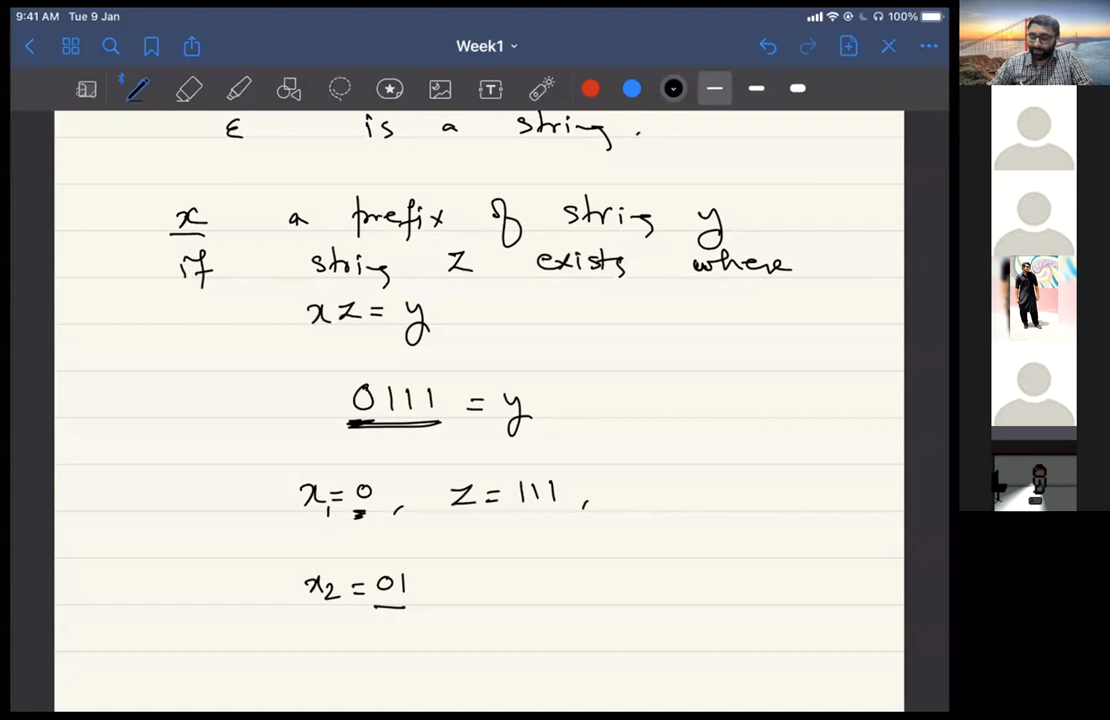 9:41 AM Tue 9 Jan
100%
Week1
T
ε is a string.
x a prefix of string y
if string z exists where
xz = y
0111 = y
x₁ = 0, z = 111,
x₂ = 01